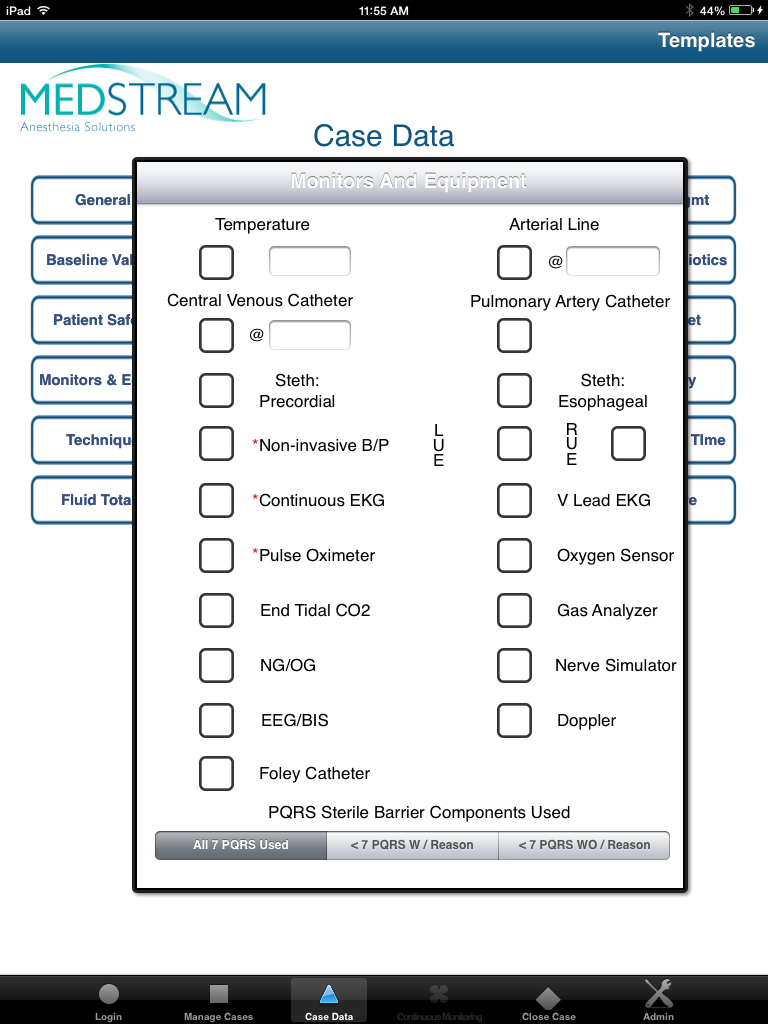 iPad 11:55 AM 44%
Templates
MEDSTREAM
Anesthesia Solutions
Case Data
Monitors And Equipment
General
Baseline Val
Patient Safe
Monitors & E
Techniqu
Fluid Tota
gmt
iotics
et
y
TIme
e
Temperature Arterial Line
@
Central Venous Catheter Pulmonary Artery Catheter
@
Steth: Steth:
Precordial Esophageal
*Non-invasive B/P LUE RUE
*Continuous EKG V Lead EKG
*Pulse Oximeter Oxygen Sensor
End Tidal CO2 Gas Analyzer
NG/OG Nerve Simulator
EEG/BIS Doppler
Foley Catheter
PQRS Sterile Barrier Components Used
All 7 PQRS Used < 7 PQRS W / Reason < 7 PQRS WO / Reason
Login Manage Cases Case Data Continuous Monitoring Close Case Admin